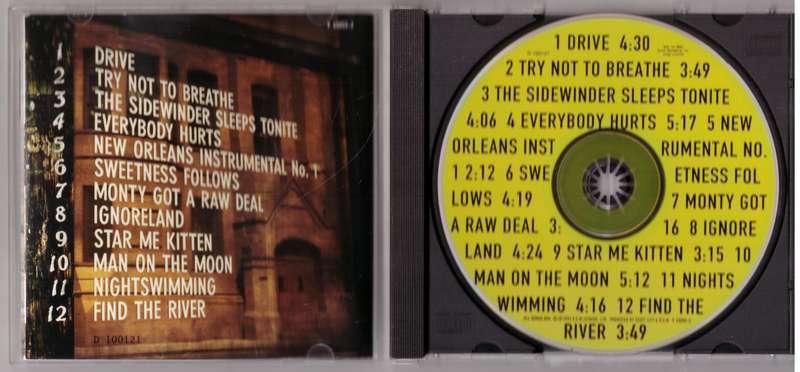 1 DRIVE
2 TRY NOT TO BREATHE
3 THE SIDEWINDER SLEEPS TONITE
4 EVERYBODY HURTS
5 NEW ORLEANS INSTRUMENTAL No. 1
6 SWEETNESS FOLLOWS
7 MONTY GOT A RAW DEAL
8 IGNORELAND
9 STAR ME KITTEN
10 MAN ON THE MOON
11 NIGHTSWIMMING
12 FIND THE RIVER
D 100121
1 DRIVE 4:30
D 100121
2 TRY NOT TO BREATHE 3:49
3 THE SIDEWINDER SLEEPS TONITE
4:06 4 EVERYBODY HURTS 5:17 5 NEW
ORLEANS INST RUMENTAL NO.
1 2:12 6 SWE ETNESS FOL
LOWS 4:19 7 MONTY GOT
A RAW DEAL 3: 16 8 IGNORE
LAND 4:24 9 STAR ME KITTEN 3:15 10
MAN ON THE MOON 5:12 11 NIGHTS
WIMMING 4:16 12 FIND THE
RIVER 3:49